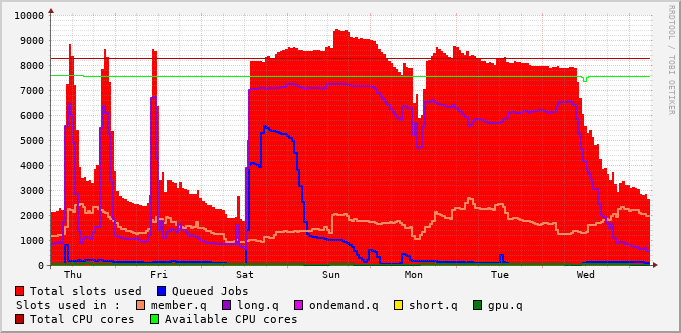 RRDTOOL / TOBI OETIKER
10000
9000
8000
7000
6000
5000
4000
3000
2000
1000
0
Thu Fri Sat Sun Mon Tue Wed
Total slots used Queued Jobs
Slots used in : member.q long.q ondemand.q short.q gpu.q
Total CPU cores Available CPU cores